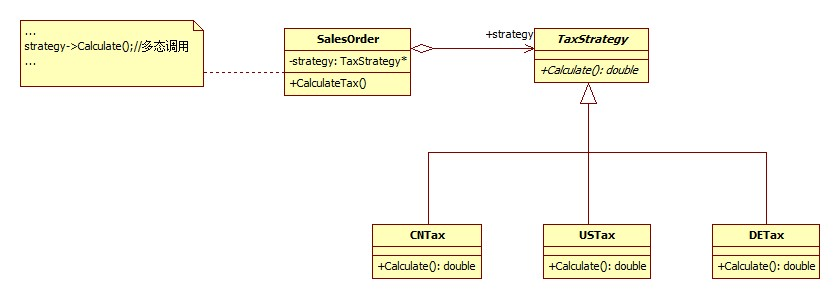 ...
strategy->Calculate();//多态调用
...
SalesOrder
-strategy: TaxStrategy*
+CalculateTax()
+strategy
TaxStrategy
+Calculate(): double
CNTax
+Calculate(): double
USTax
+Calculate(): double
DETax
+Calculate(): double